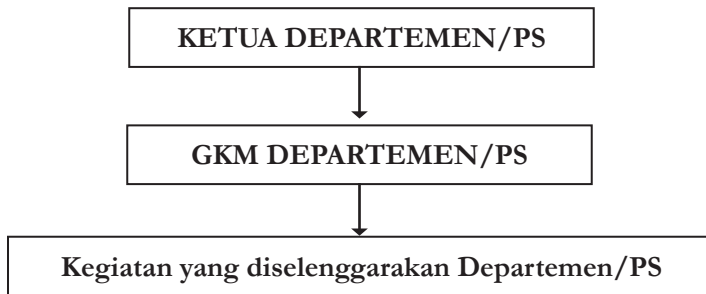 KETUA DEPARTEMEN/PS
GKM DEPARTEMEN/PS
Kegiatan yang diselenggarakan Departemen/PS